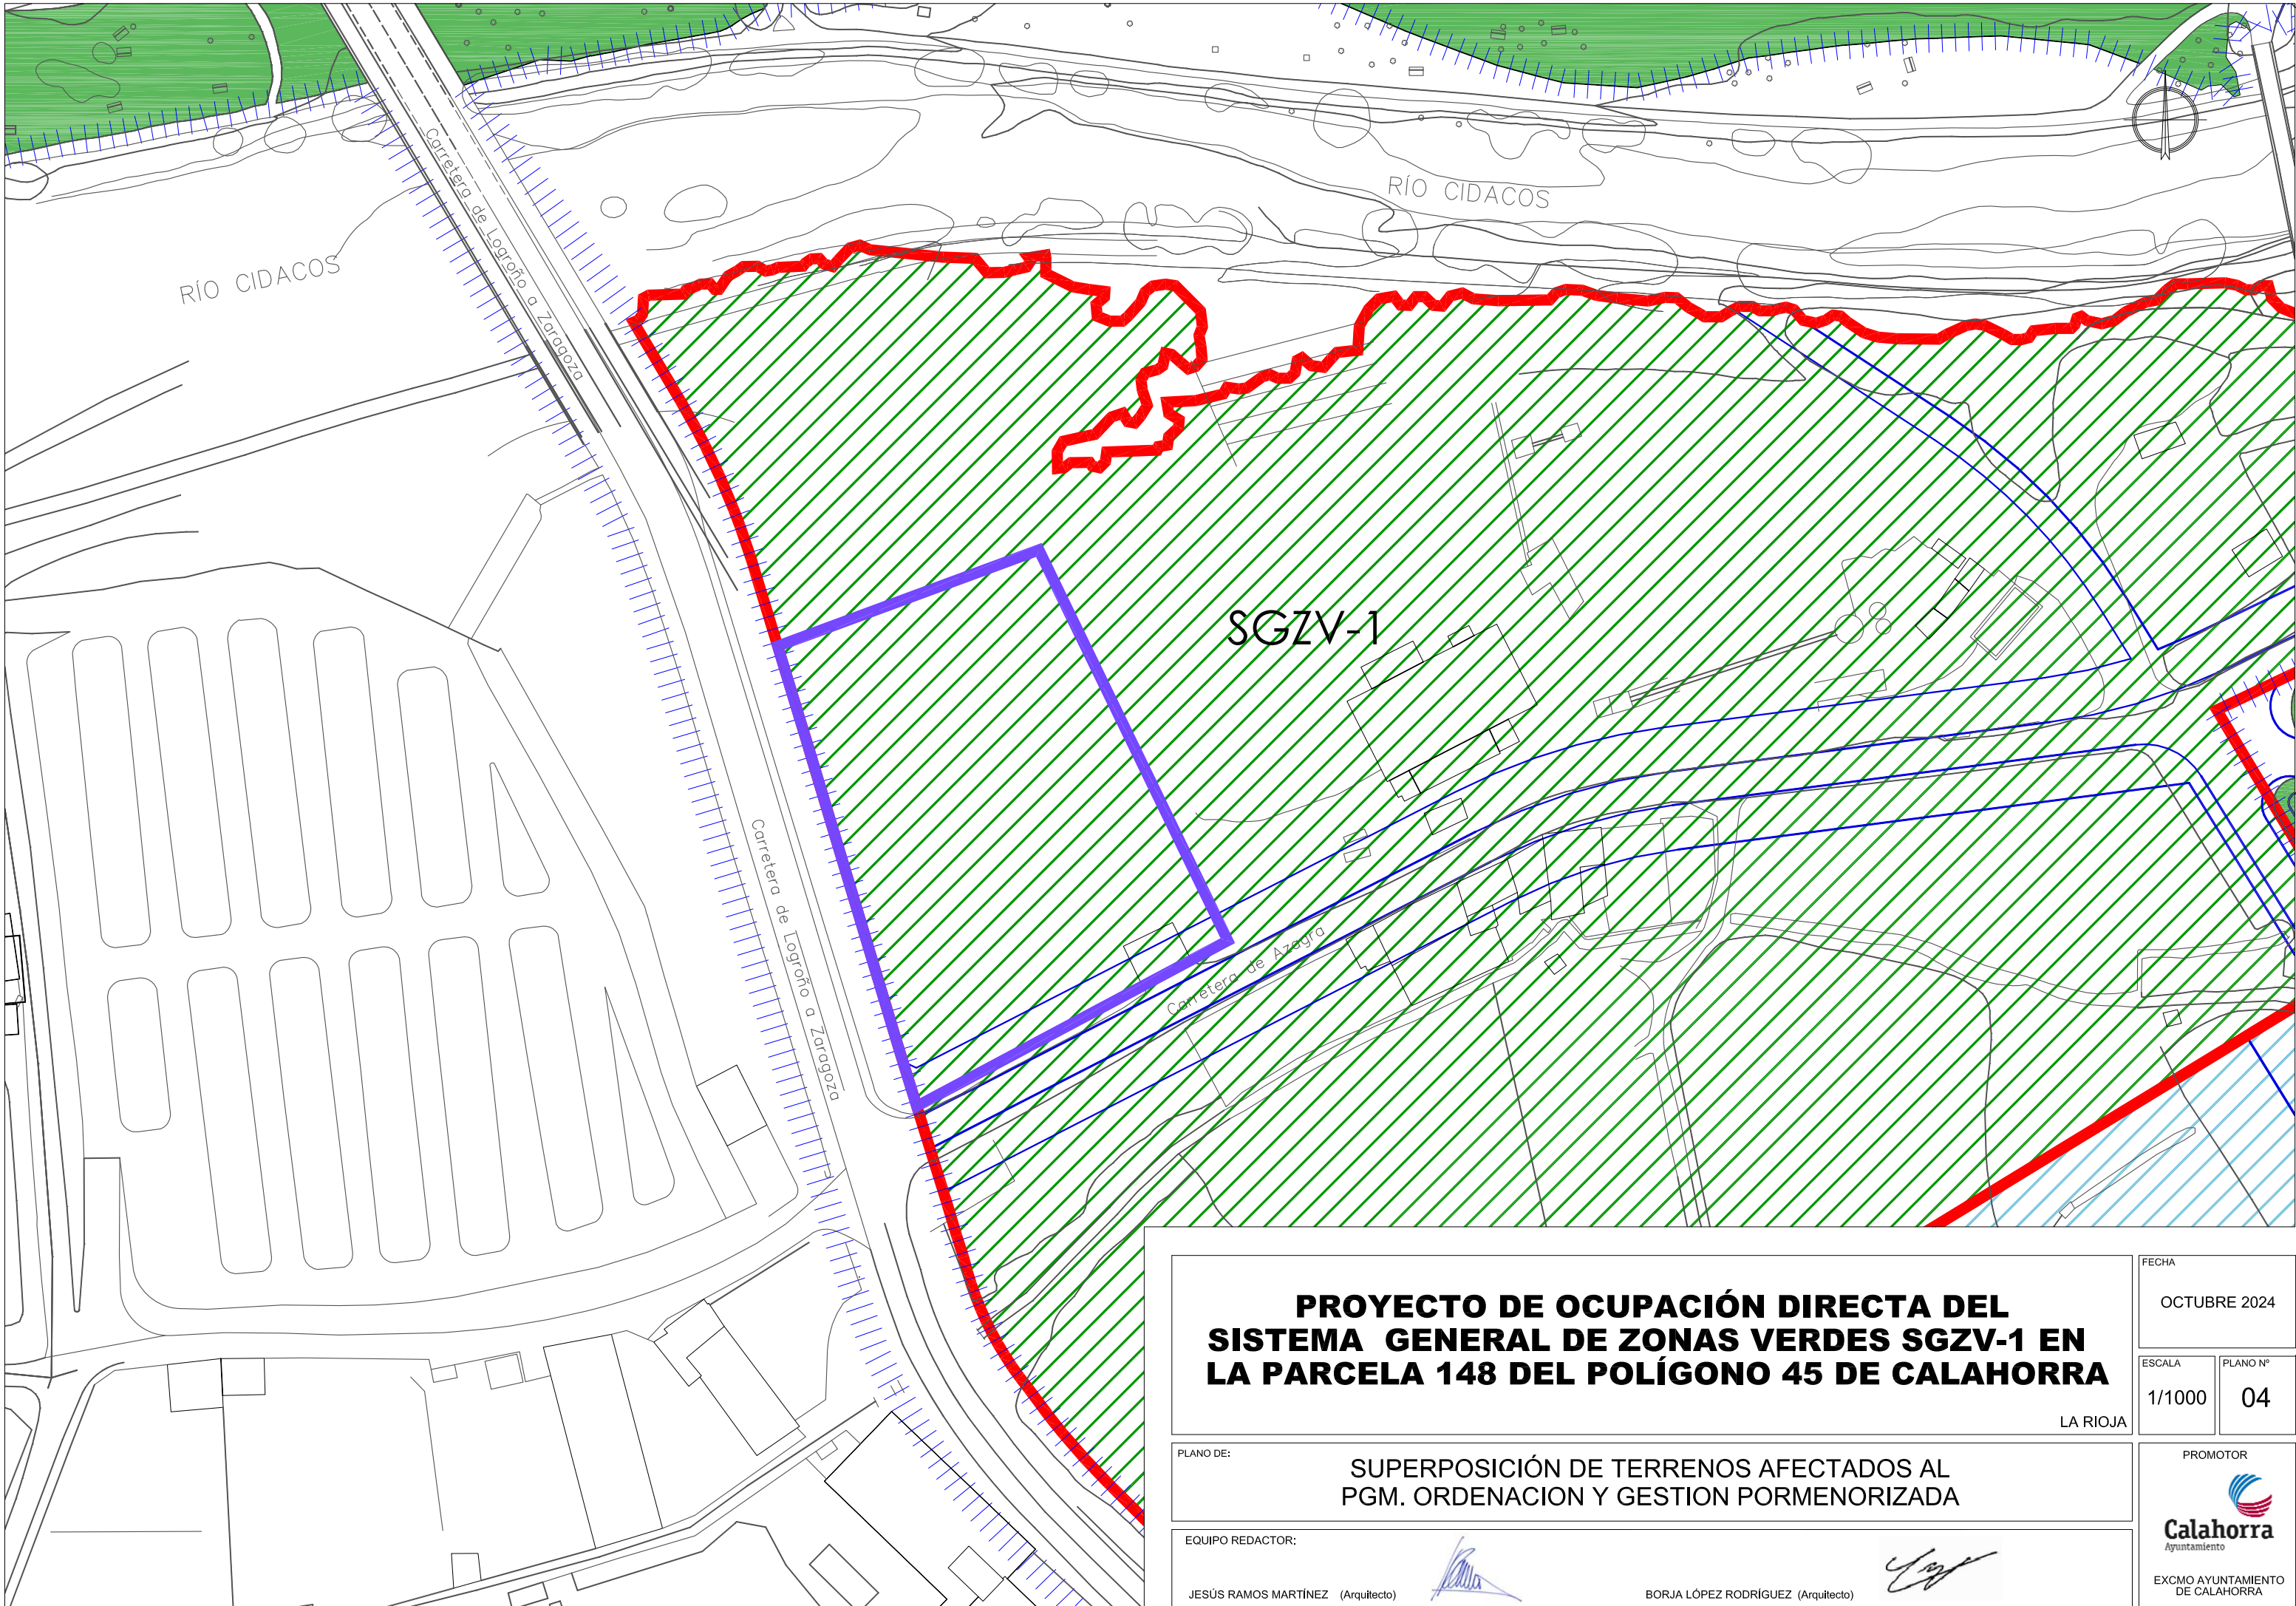 Carretera de Logroño a Zaragoza
RÍO CIDACOS
RÍO CIDACOS
SGZV-1
Carretera de Logroño a Zaragoza
Carretera de Azagra
PROYECTO DE OCUPACIÓN DIRECTA DEL
SISTEMA GENERAL DE ZONAS VERDES SGZV-1 EN
LA PARCELA 148 DEL POLÍGONO 45 DE CALAHORRA
LA RIOJA
FECHA
OCTUBRE 2024
ESCALA
1/1000
PLANO Nº
04
PLANO DE:
SUPERPOSICIÓN DE TERRENOS AFECTADOS AL
PGM. ORDENACION Y GESTION PORMENORIZADA
PROMOTOR
Calahorra
Ayuntamiento
EXCMO AYUNTAMIENTO
DE CALAHORRA
EQUIPO REDACTOR:
JESÚS RAMOS MARTÍNEZ (Arquitecto)
BORJA LÓPEZ RODRÍGUEZ (Arquitecto)